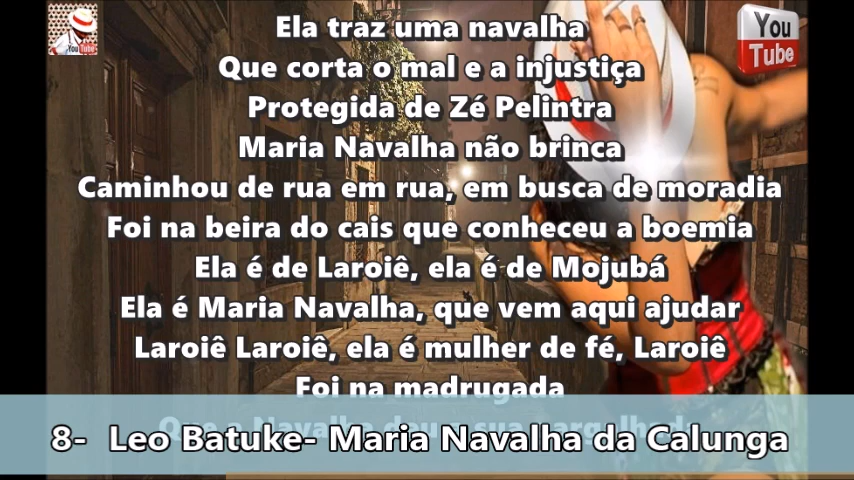 You
Tube
YouTube
Ela traz uma navalha
Que corta o mal e a injustiça
Protegida de Zé Pelintra
Maria Navalha não brinca
Caminhou de rua em rua, em busca de moradia
Foi na beira do cais que conheceu a boemia
Ela é de Laroiê, ela é de Mojubá
Ela é Maria Navalha, que vem aqui ajudar
Laroiê Laroiê, ela é mulher de fé, Laroiê
Foi na madrugada
8- Leo Batuke- Maria Navalha da Calunga